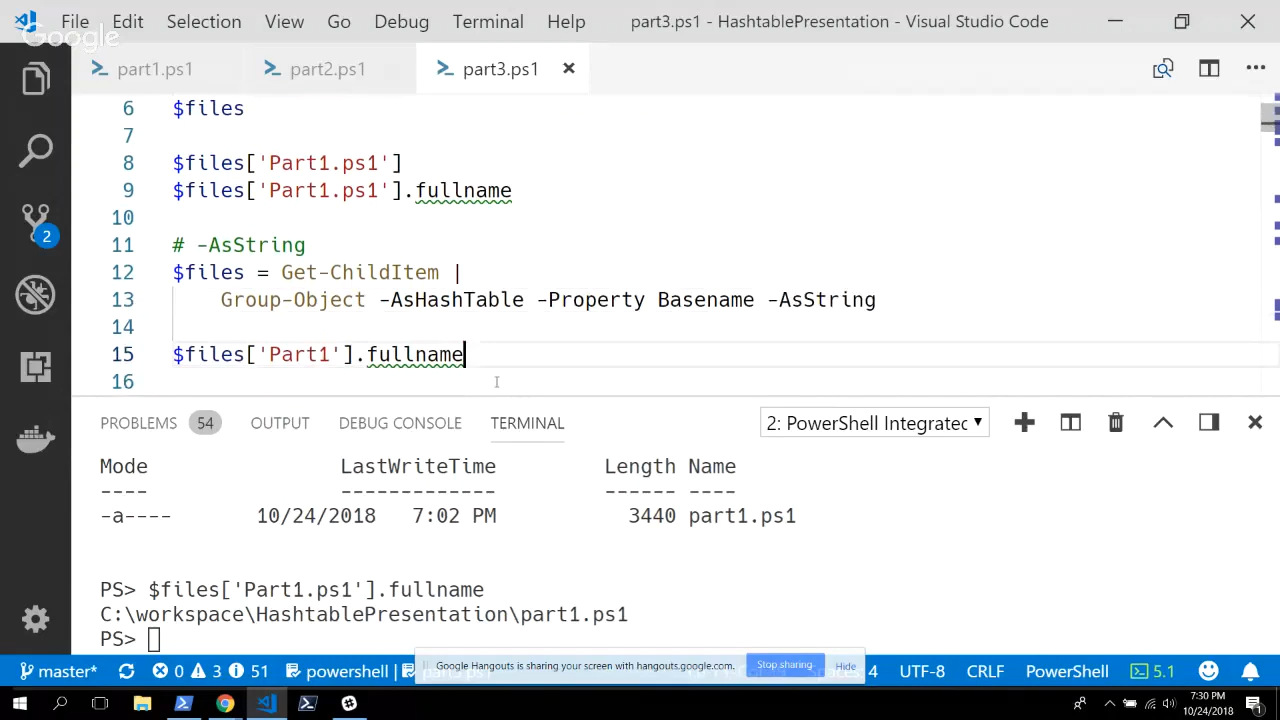 File Edit Selection View Go Debug Terminal Help part3.ps1 - HashtablePresentation - Visual Studio Code
Google
part1.ps1 part2.ps1 part3.ps1
6 $files
7
8 $files['Part1.ps1']
9 $files['Part1.ps1'].fullname
10
11 # -AsString
12 $files = Get-ChildItem |
13 Group-Object -AsHashTable -Property Basename -AsString
14
15 $files['Part1'].fullname
16
2
PROBLEMS 54 OUTPUT DEBUG CONSOLE TERMINAL 2: PowerShell Integratec
Mode LastWriteTime Length Name
---- ------------- ------ ----
-a---- 10/24/2018 7:02 PM 3440 part1.ps1
PS> $files['Part1.ps1'].fullname
C:\workspace\HashtablePresentation\part1.ps1
PS>
Google Hangouts is sharing your screen with hangouts.google.com. Stop sharing Hide
master* 0 3 51 powershell | 4 UTF-8 CRLF PowerShell 5.1
7:30 PM
10/24/2018 1